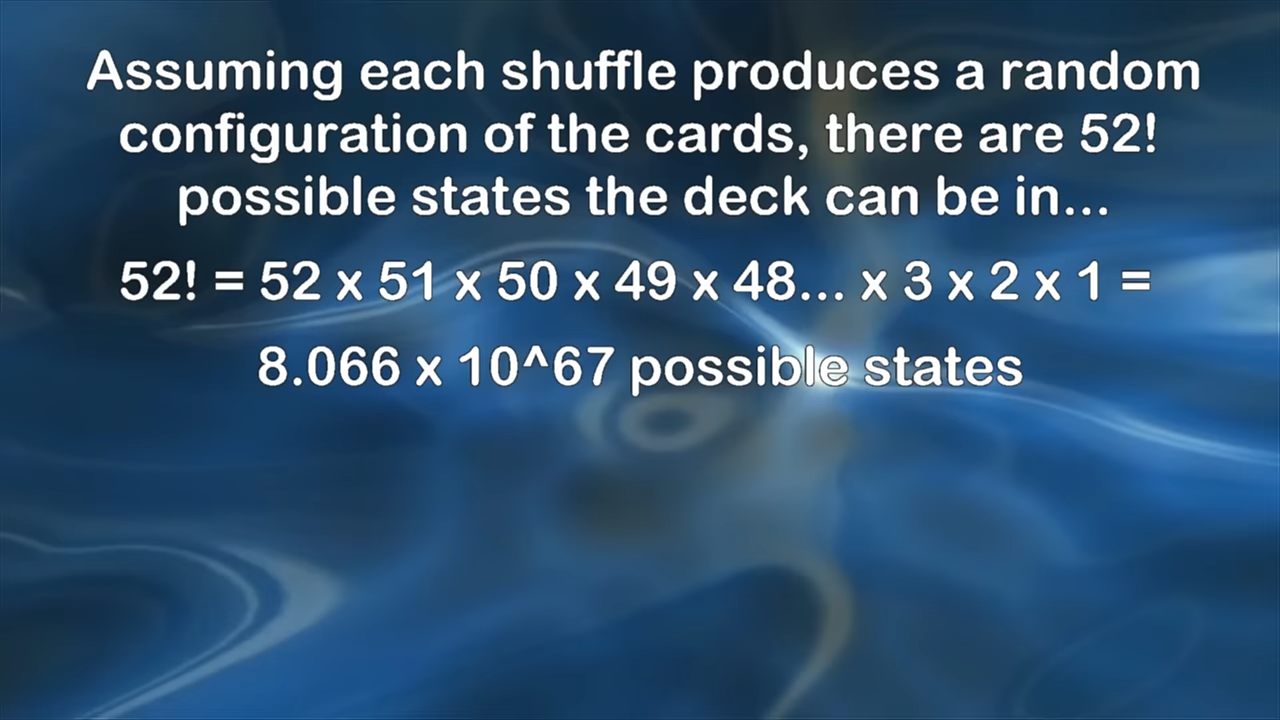 Assuming each shuffle produces a random
configuration of the cards, there are 52!
possible states the deck can be in...
52! = 52 x 51 x 50 x 49 x 48... x 3 x 2 x 1 =
8.066 x 10^67 possible states